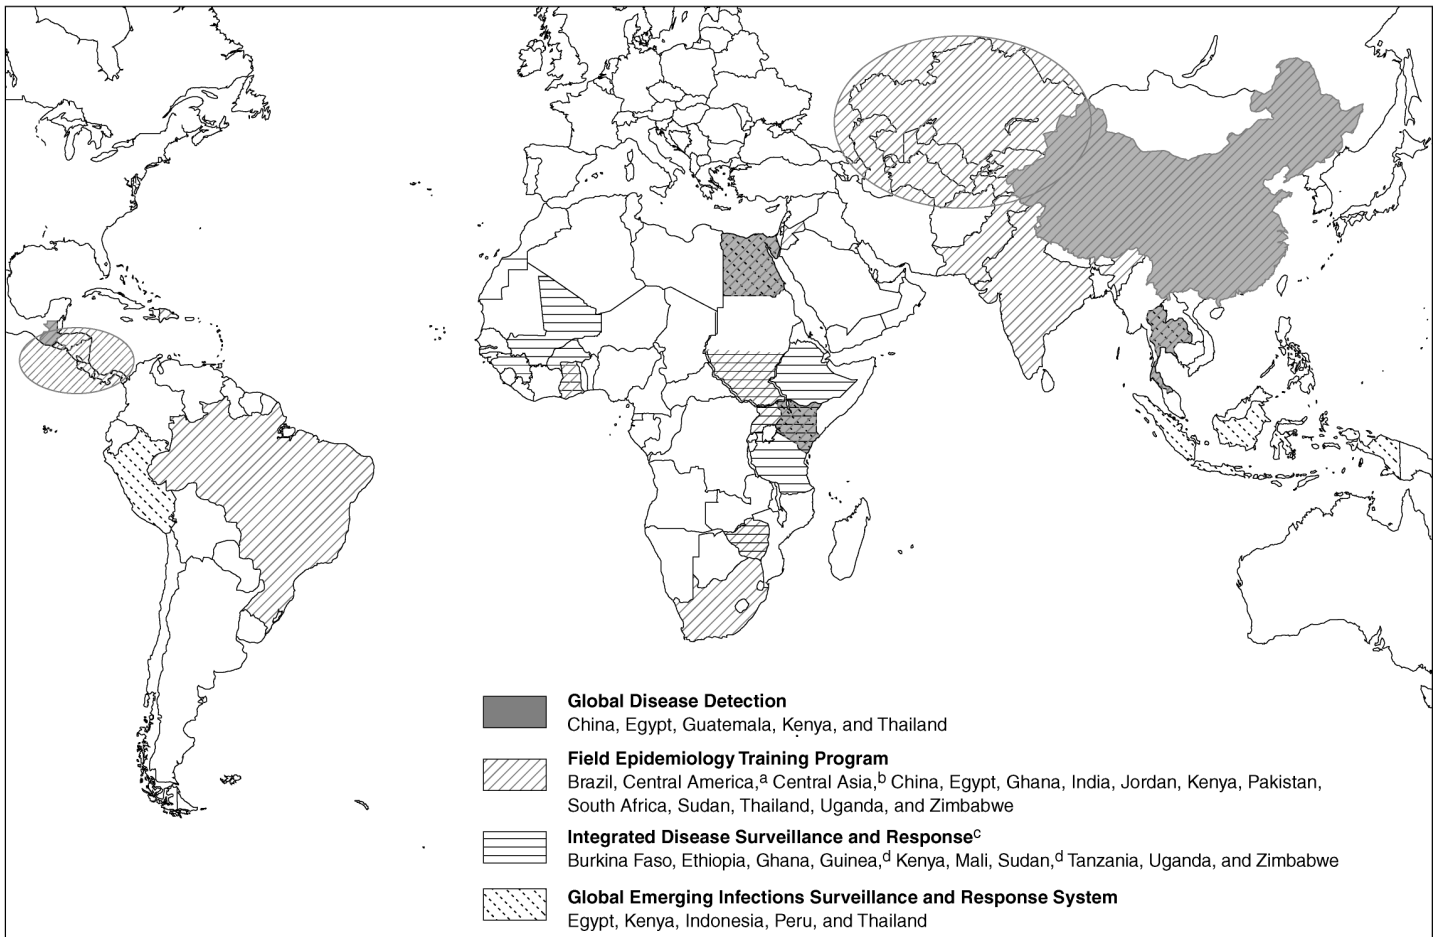 Global Disease Detection
China, Egypt, Guatemala, Kenya, and Thailand
Field Epidemiology Training Program
Brazil, Central America,a Central Asia,b China, Egypt, Ghana, India, Jordan, Kenya, Pakistan,
South Africa, Sudan, Thailand, Uganda, and Zimbabwe
Integrated Disease Surveillance and Responsec
Burkina Faso, Ethiopia, Ghana, Guinea,d Kenya, Mali, Sudan,d Tanzania, Uganda, and Zimbabwe
Global Emerging Infections Surveillance and Response System
Egypt, Kenya, Indonesia, Peru, and Thailand